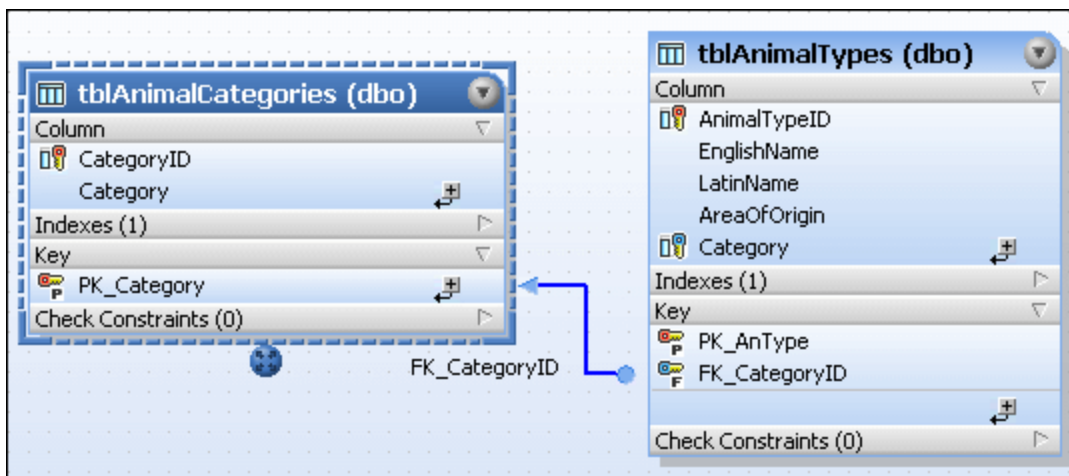 tblAnimalCategories (dbo)
Column
CategoryID
Category
Indexes (1)
Key
P PK_Category
Check Constraints (0)
FK_CategoryID
tblAnimalTypes (dbo)
Column
AnimalTypeID
EnglishName
LatinName
AreaOfOrigin
Category
Indexes (1)
Key
P PK_AnType
F FK_CategoryID
Check Constraints (0)